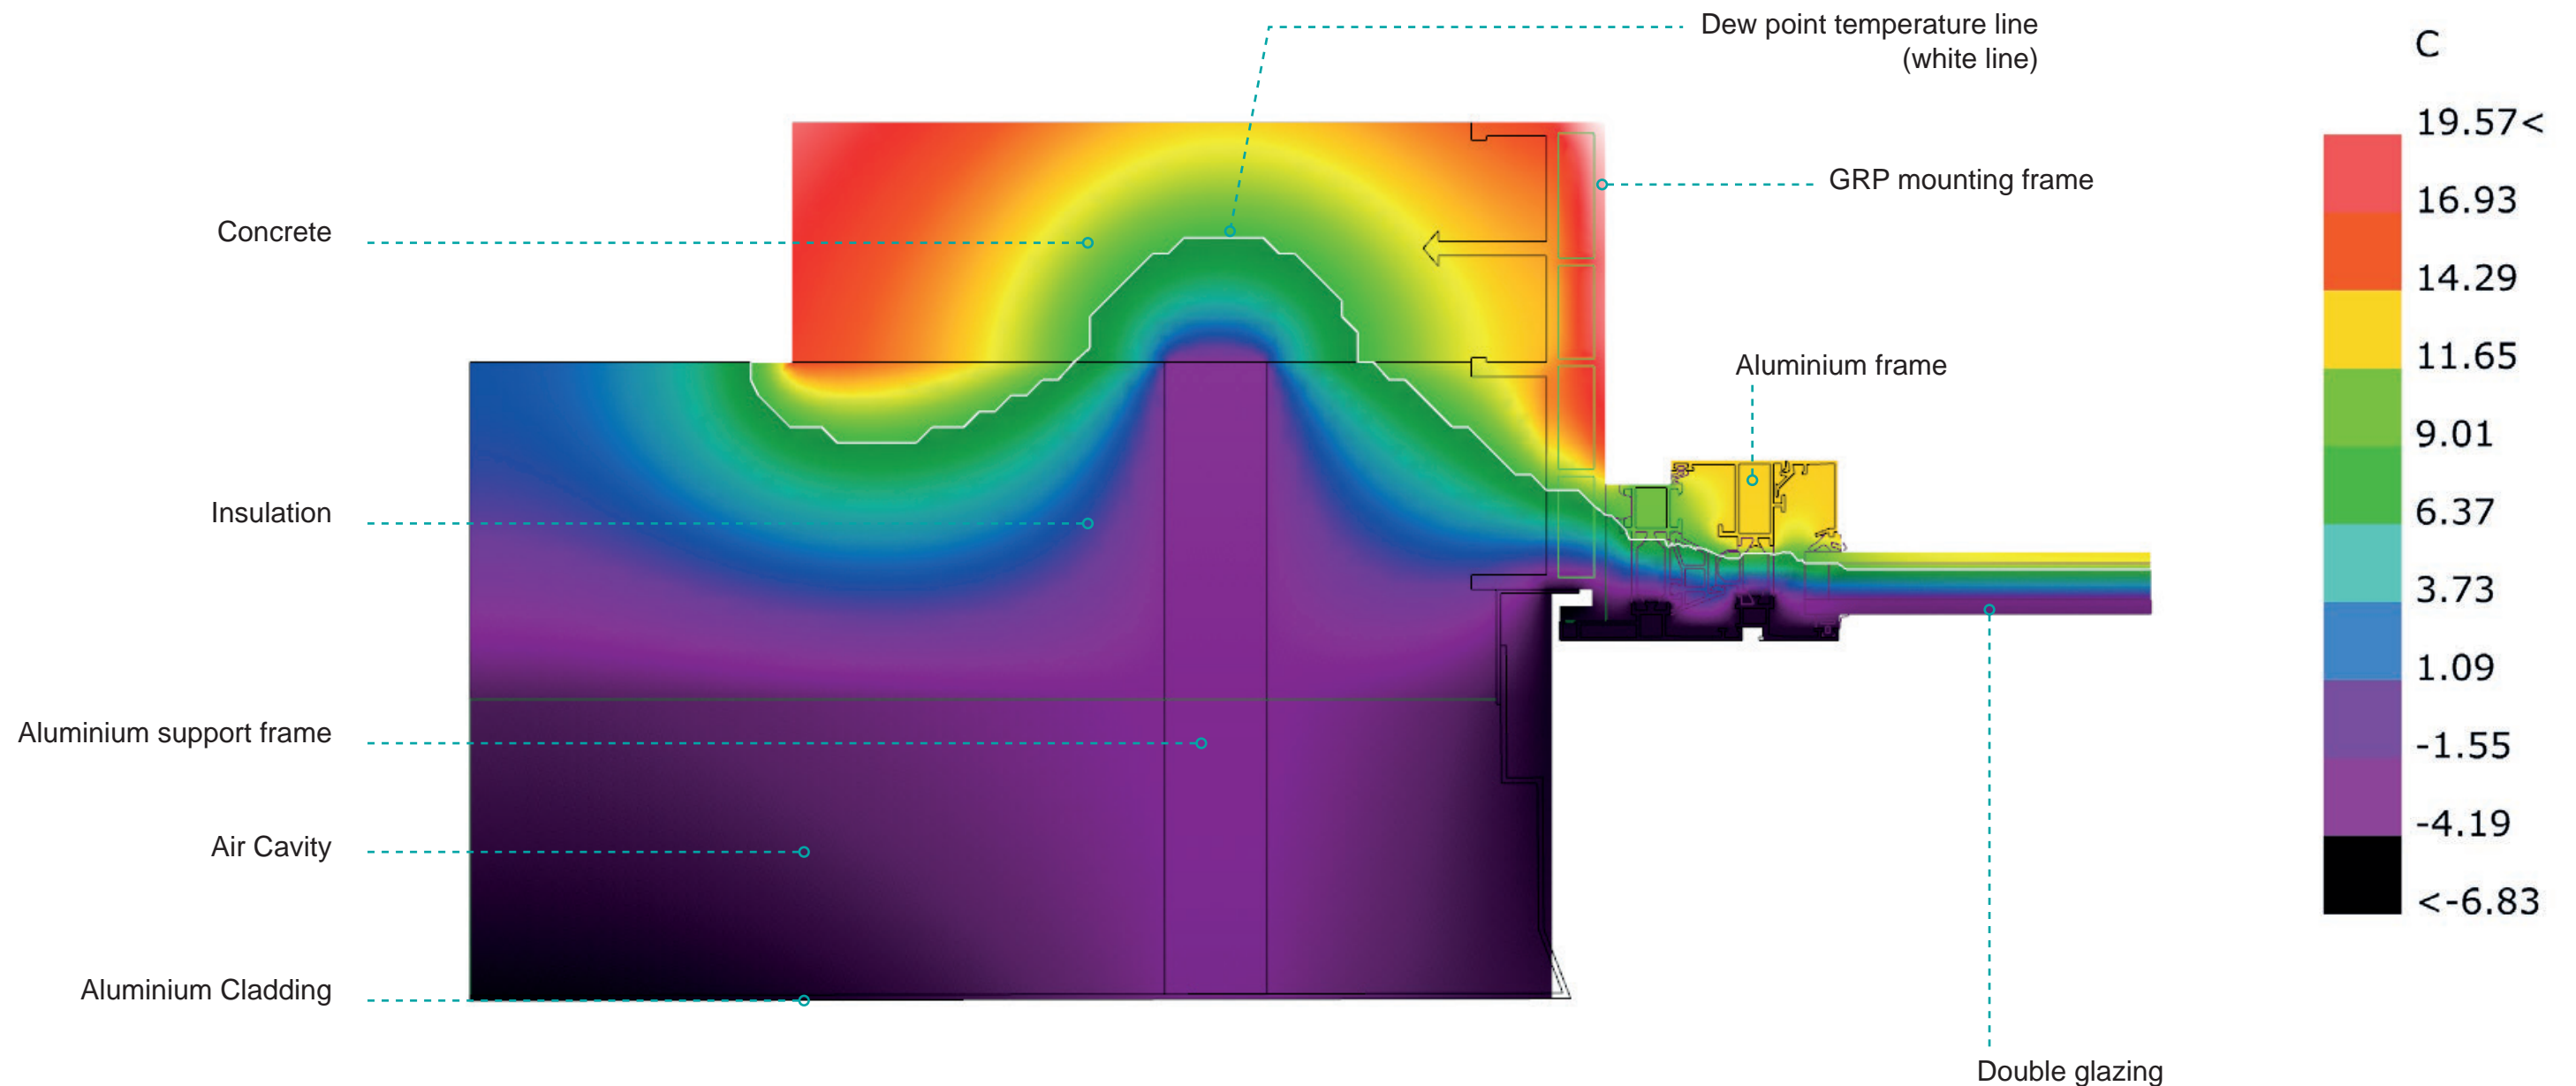 Dew point temperature line
(white line)
C
19.57<
GRP mounting frame
16.93
Concrete
14.29
Aluminium frame
11.65
9.01
Insulation
6.37
3.73
1.09
Aluminium support frame
-1.55
Air Cavity
-4.19
<-6.83
Aluminium Cladding
Double glazing